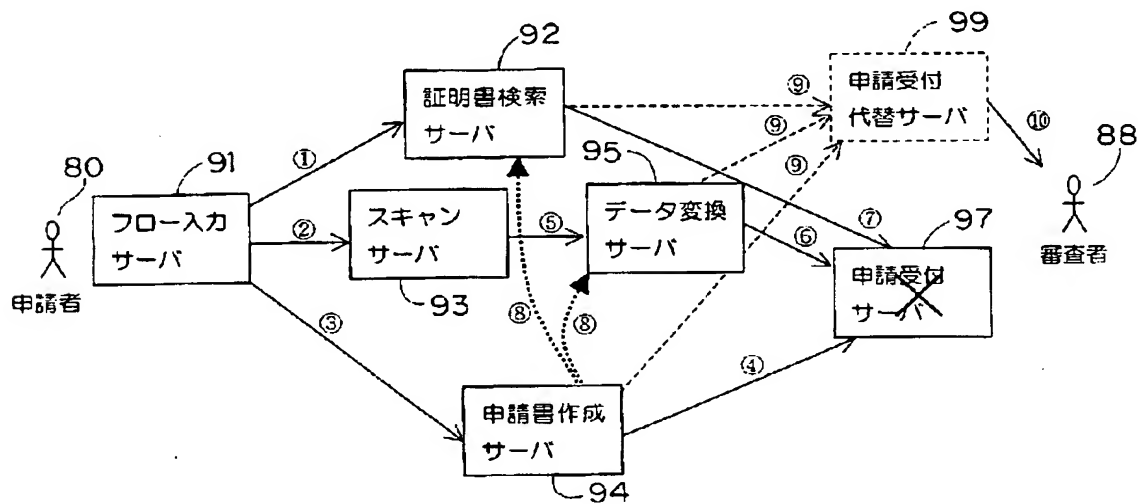 92
99
証明書検索
サーバ
申請受付
代替サーバ
⑨
⑨
⑨
⑩
①
80
91
95
88
フロー入力
サーバ
スキャン
サーバ
データ変換
サーバ
②
⑤
⑥
⑦
97
申請者
審査者
93
申請受付
サーバ
③
⑧
⑧
④
申請書作成
サーバ
94